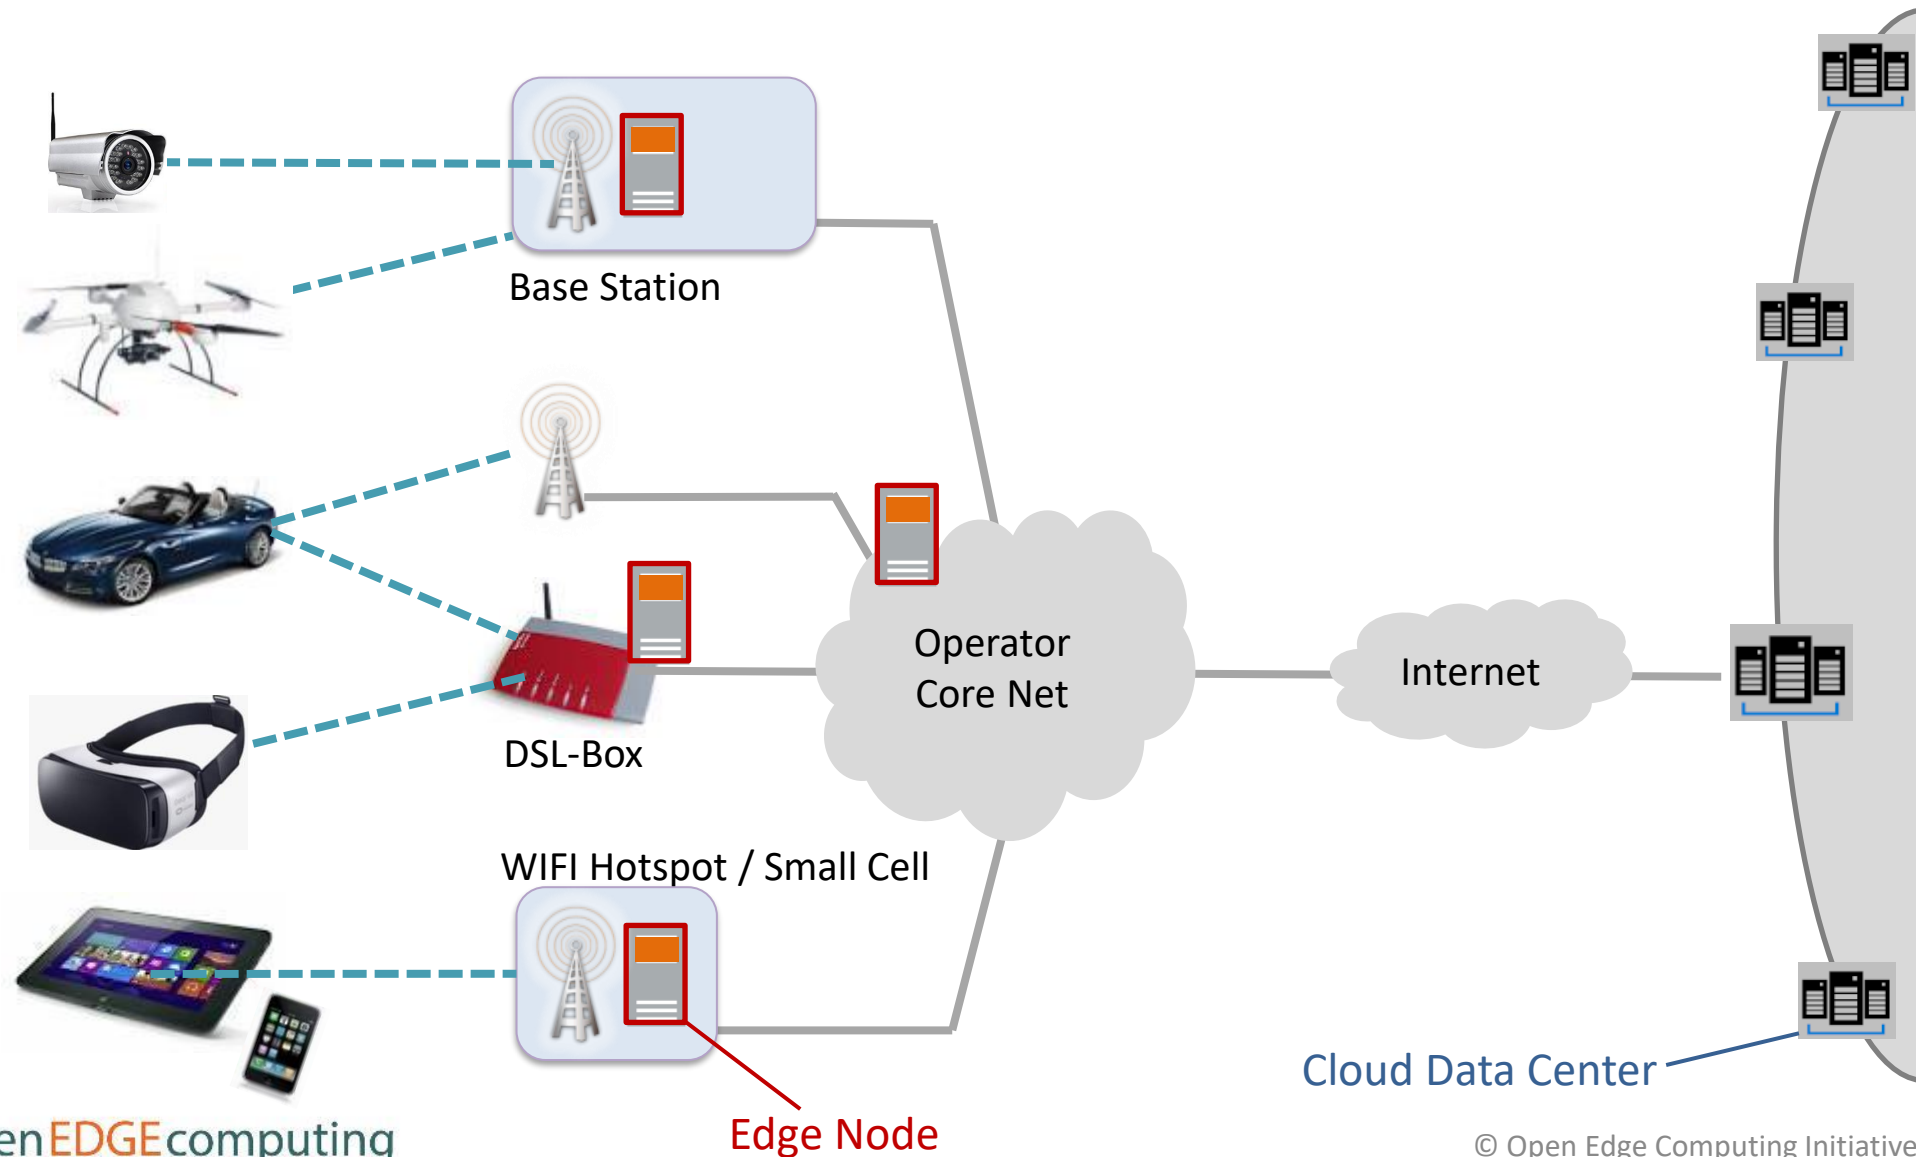 Base Station
Operator
Core Net
Internet
DSL-Box
WIFI Hotspot / Small Cell
Cloud Data Center
Edge Node
enEDGEcomputing
© Open Edge Computing Initiative